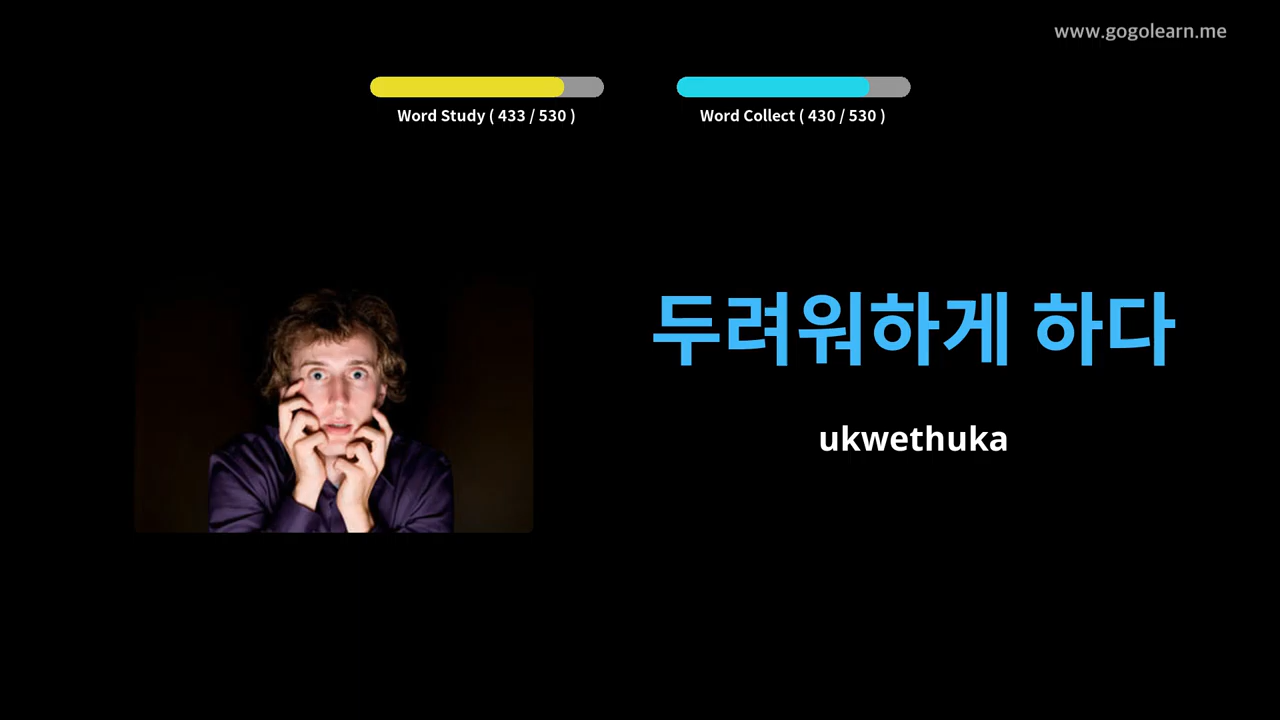 www.gogolearn.me
Word Study ( 433 / 530 )
Word Collect ( 430 / 530 )
두려워하게 하다
ukwethuka